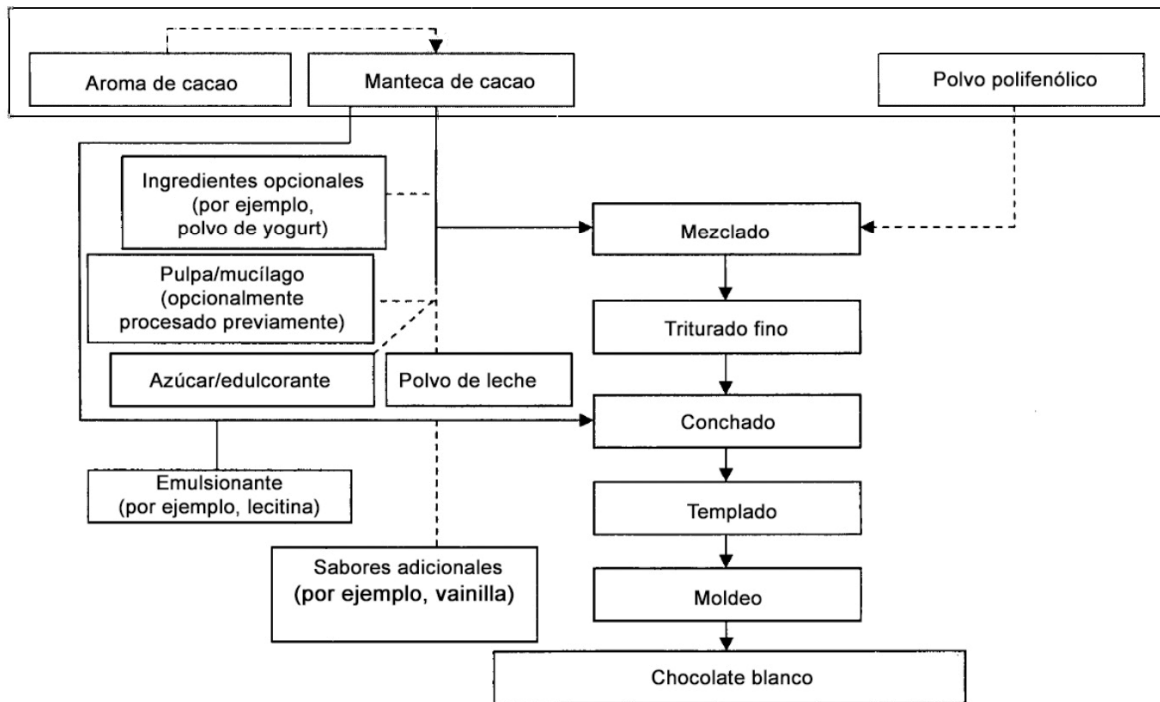 Aroma de cacao
Manteca de cacao
Polvo polifenólico
Ingredientes opcionales
(por ejemplo,
polvo de yogurt)
Mezclado
Pulpa/mucílago
(opcionalmente
procesado previamente)
Triturado fino
Azúcar/edulcorante
Polvo de leche
Conchado
Emulsionante
(por ejemplo, lecitina)
Templado
Sabores adicionales
(por ejemplo, vainilla)
Moldeo
Chocolate blanco